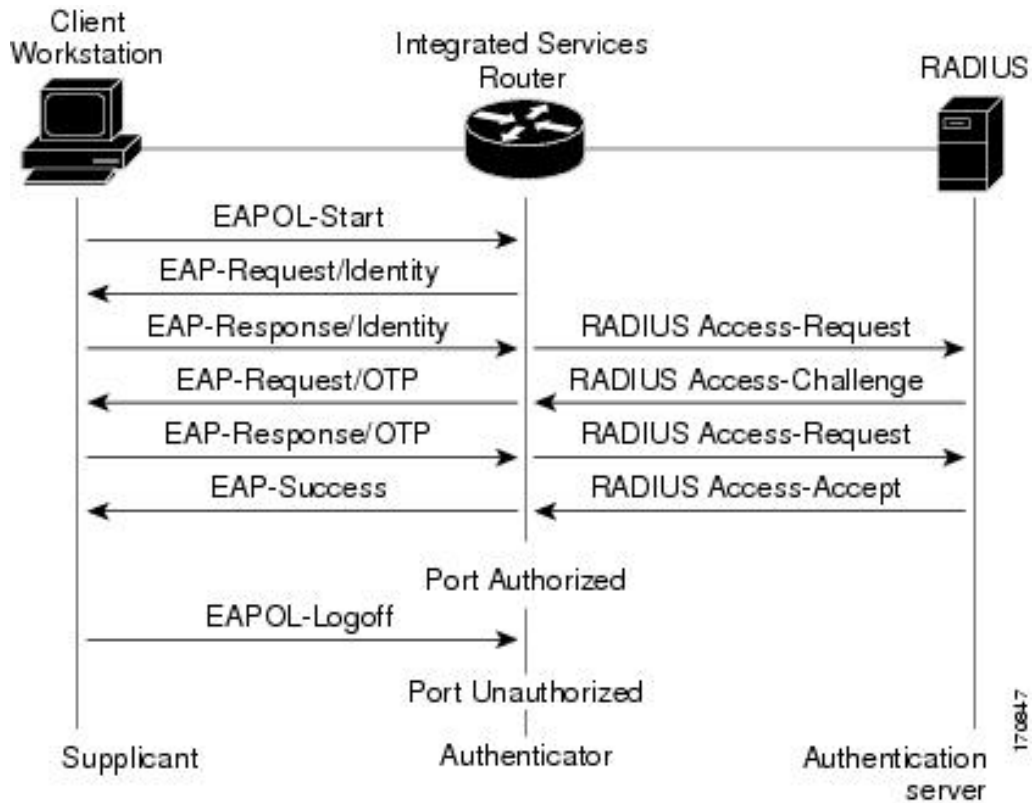 Client
Workstation
Integrated Services
Router
RADIUS
EAPOL-Start
EAP-Request/Identity
EAP-Response/Identity
RADIUS Access-Request
EAP-Request/OTP
RADIUS Access-Challenge
EAP-Response/OTP
RADIUS Access-Request
EAP-Success
RADIUS Access-Accept
Port Authorized
EAPOL-Logoff
Port Unauthorized
Supplicant
Authenticator
Authentication
server
170847